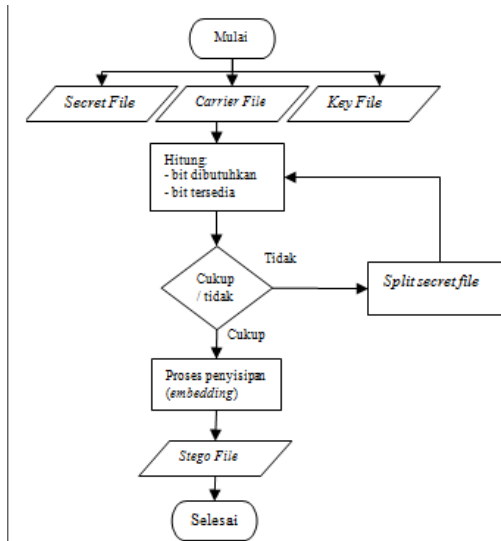 Mulai
Secret File
Carrier File
Key File
Hitung:
- bit dibutuhkan
- bit tersedia
Tidak
Cukup
/ tidak
Split secret file
Cukup
Proses penyisipan
(embedding)
Stego File
Selesai